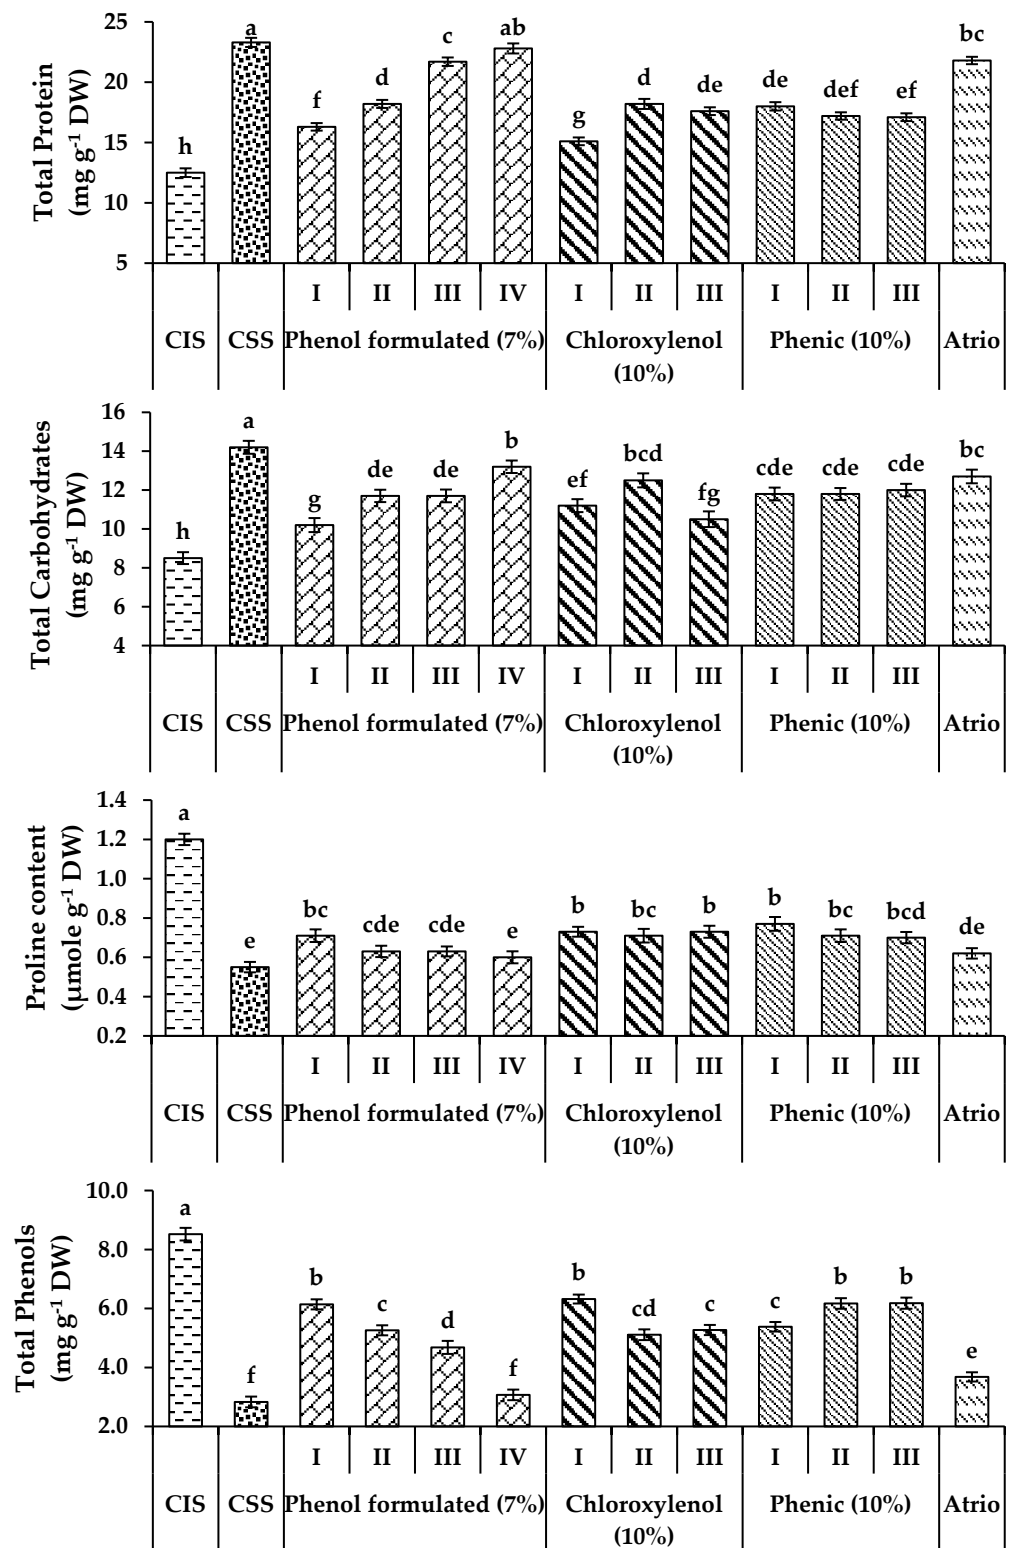 Total Protein
(mg g⁻¹ DW)
25
20
15
10
5
h
a
f
d
c
ab
g
d
de
de
def
ef
bc
I II III IV I II III I II III
CIS CSS Phenol formulated (7%) Chloroxylenol Phenic (10%) Atrio
(10%)
Total Carbohydrates
(mg g⁻¹ DW)
16
14
12
10
8
6
4
h
a
g
de
de
b
ef
bcd
fg
cde
cde
cde
bc
I II III IV I II III I II III
CIS CSS Phenol formulated (7%) Chloroxylenol Phenic (10%) Atrio
(10%)
Proline content
(µmole g⁻¹ DW)
1.4
1.2
1.0
0.8
0.6
0.4
0.2
a
e
bc
cde
cde
e
b
bc
b
b
bc
bcd
de
I II III IV I II III I II III
CIS CSS Phenol formulated (7%) Chloroxylenol Phenic (10%) Atrio
(10%)
Total Phenols
(mg g⁻¹ DW)
10.0
8.0
6.0
4.0
2.0
a
f
b
c
d
f
b
cd
c
c
b
b
e
I II III IV I II III I II III
CIS CSS Phenol formulated (7%) Chloroxylenol Phenic (10%) Atrio
(10%)